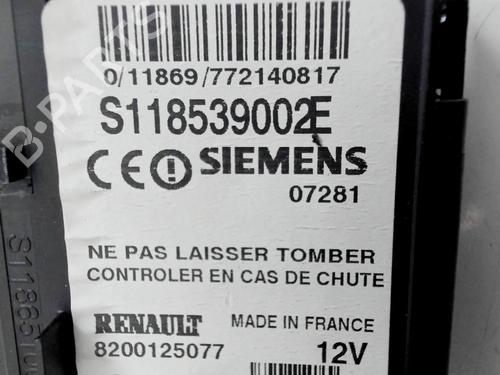 0/11869/772140817
S118539002E
CE SIEMENS
07281
NE PAS LAISSER TOMBER
CONTROLER EN CAS DE CHUTE
RENAULT MADE IN FRANCE
8200125077 12V
B-PARTS